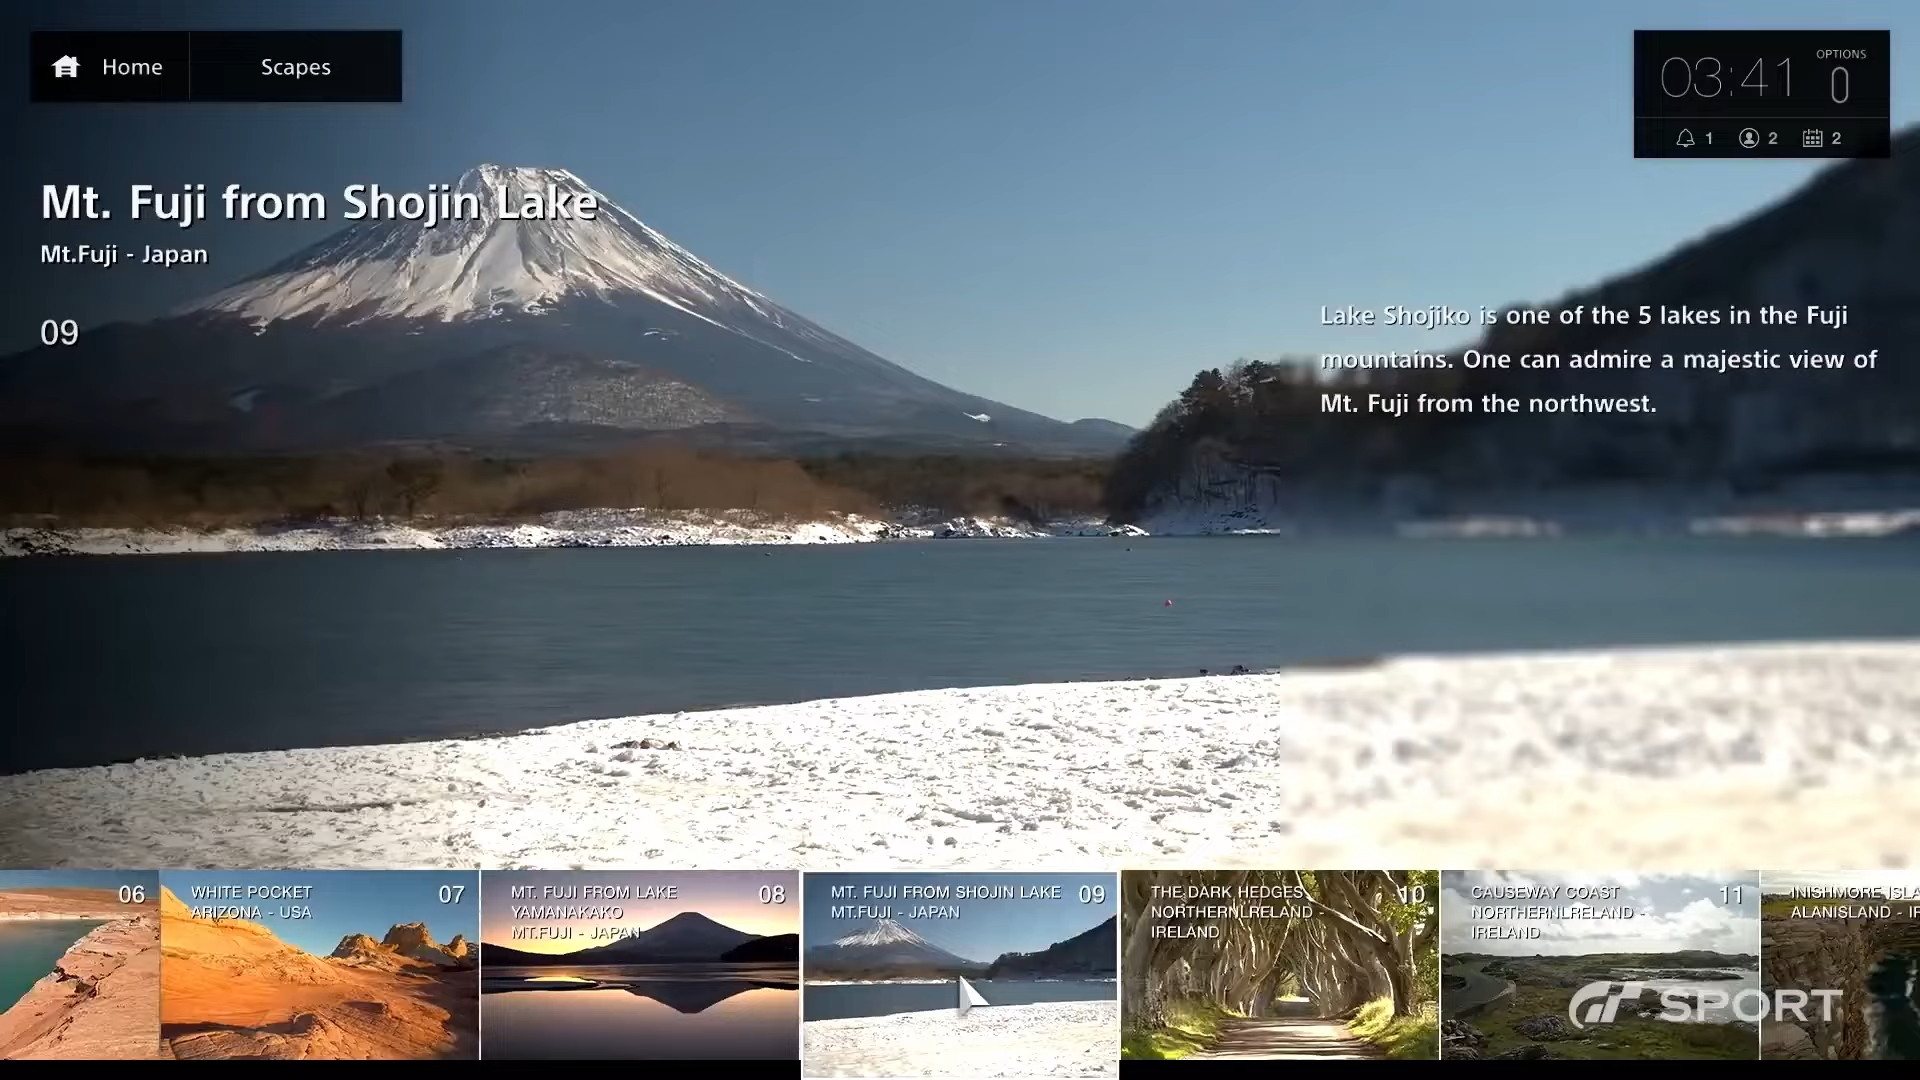 Home
Scapes
03:41
OPTIONS
1
2
2
Mt. Fuji from Shojin Lake
Mt.Fuji - Japan
09
Lake Shojiko is one of the 5 lakes in the Fuji
mountains. One can admire a majestic view of
Mt. Fuji from the northwest.
06
WHITE POCKET
ARIZONA - USA
07
MT. FUJI FROM LAKE
YAMANAKAKO
MT.FUJI - JAPAN
08
MT. FUJI FROM SHOJIN LAKE
MT.FUJI - JAPAN
09
THE DARK HEDGES
NORTHERNLRELAND -
IRELAND
10
CAUSEWAY COAST
NORTHERNLRELAND -
IRELAND
11
INISHMORE
ALANISLAND -
GT SPORT